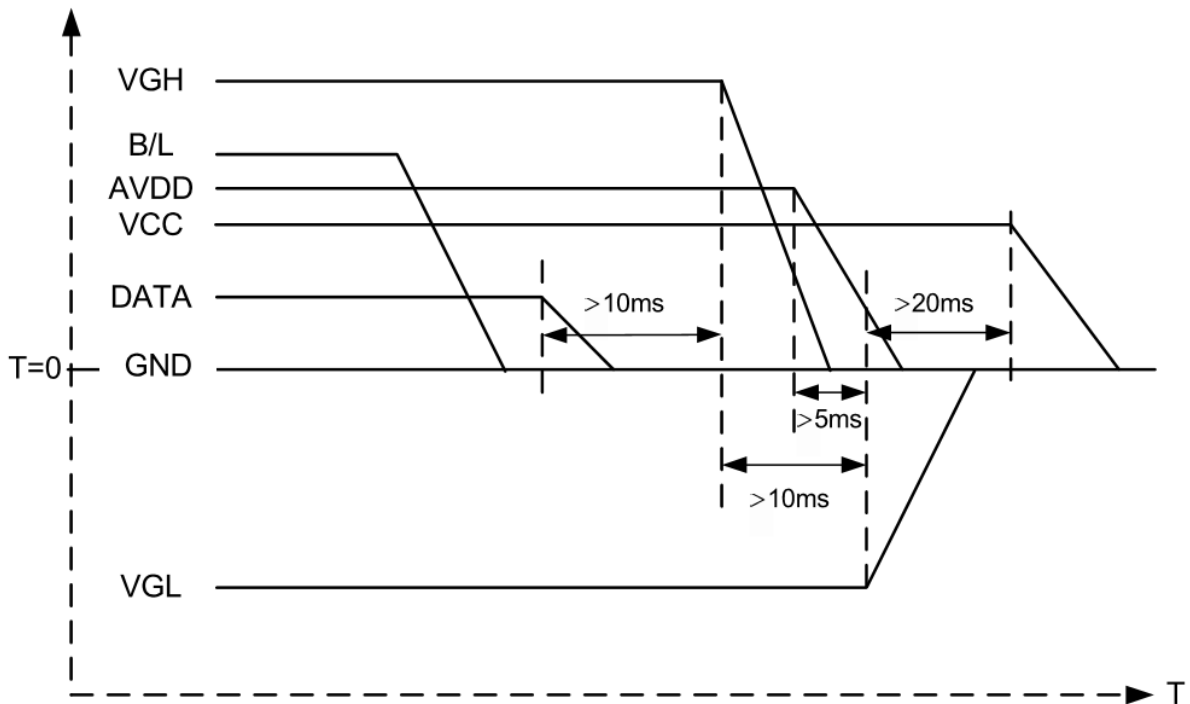 VGH
B/L
AVDD
VCC
DATA
>10ms
>20ms
T=0
GND
>5ms
>10ms
VGL
T